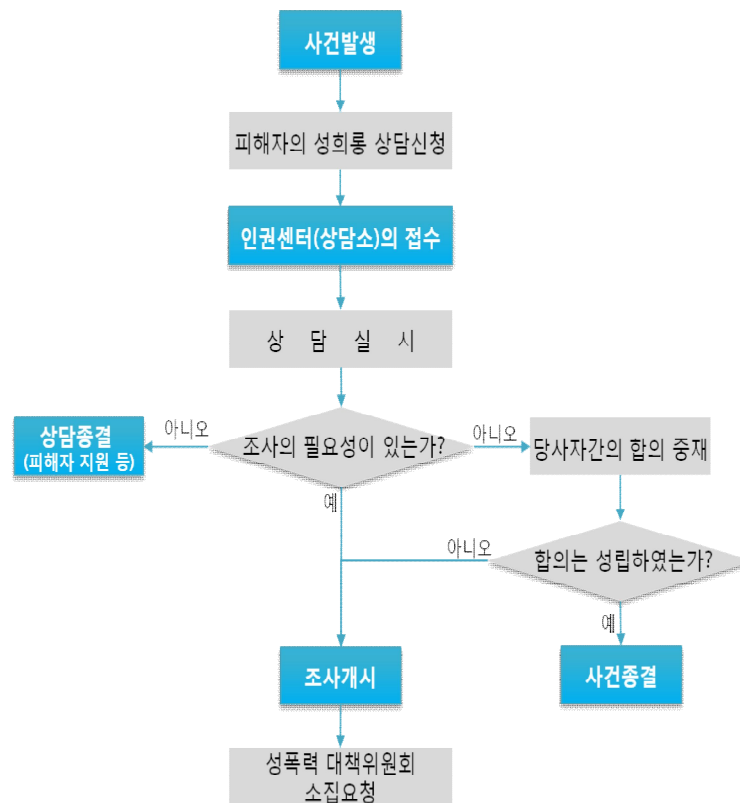 사건발생
피해자의 성희롱 상담신청
인권센터(상담소)의 접수
상 담 실 시
상담종결
(피해자 지원 등)
아니오
조사의 필요성이 있는가?
아니오
당사자간의 합의 중재
예
아니오
합의는 성립하였는가?
예
조사개시
사건종결
성폭력 대책위원회
소집요청